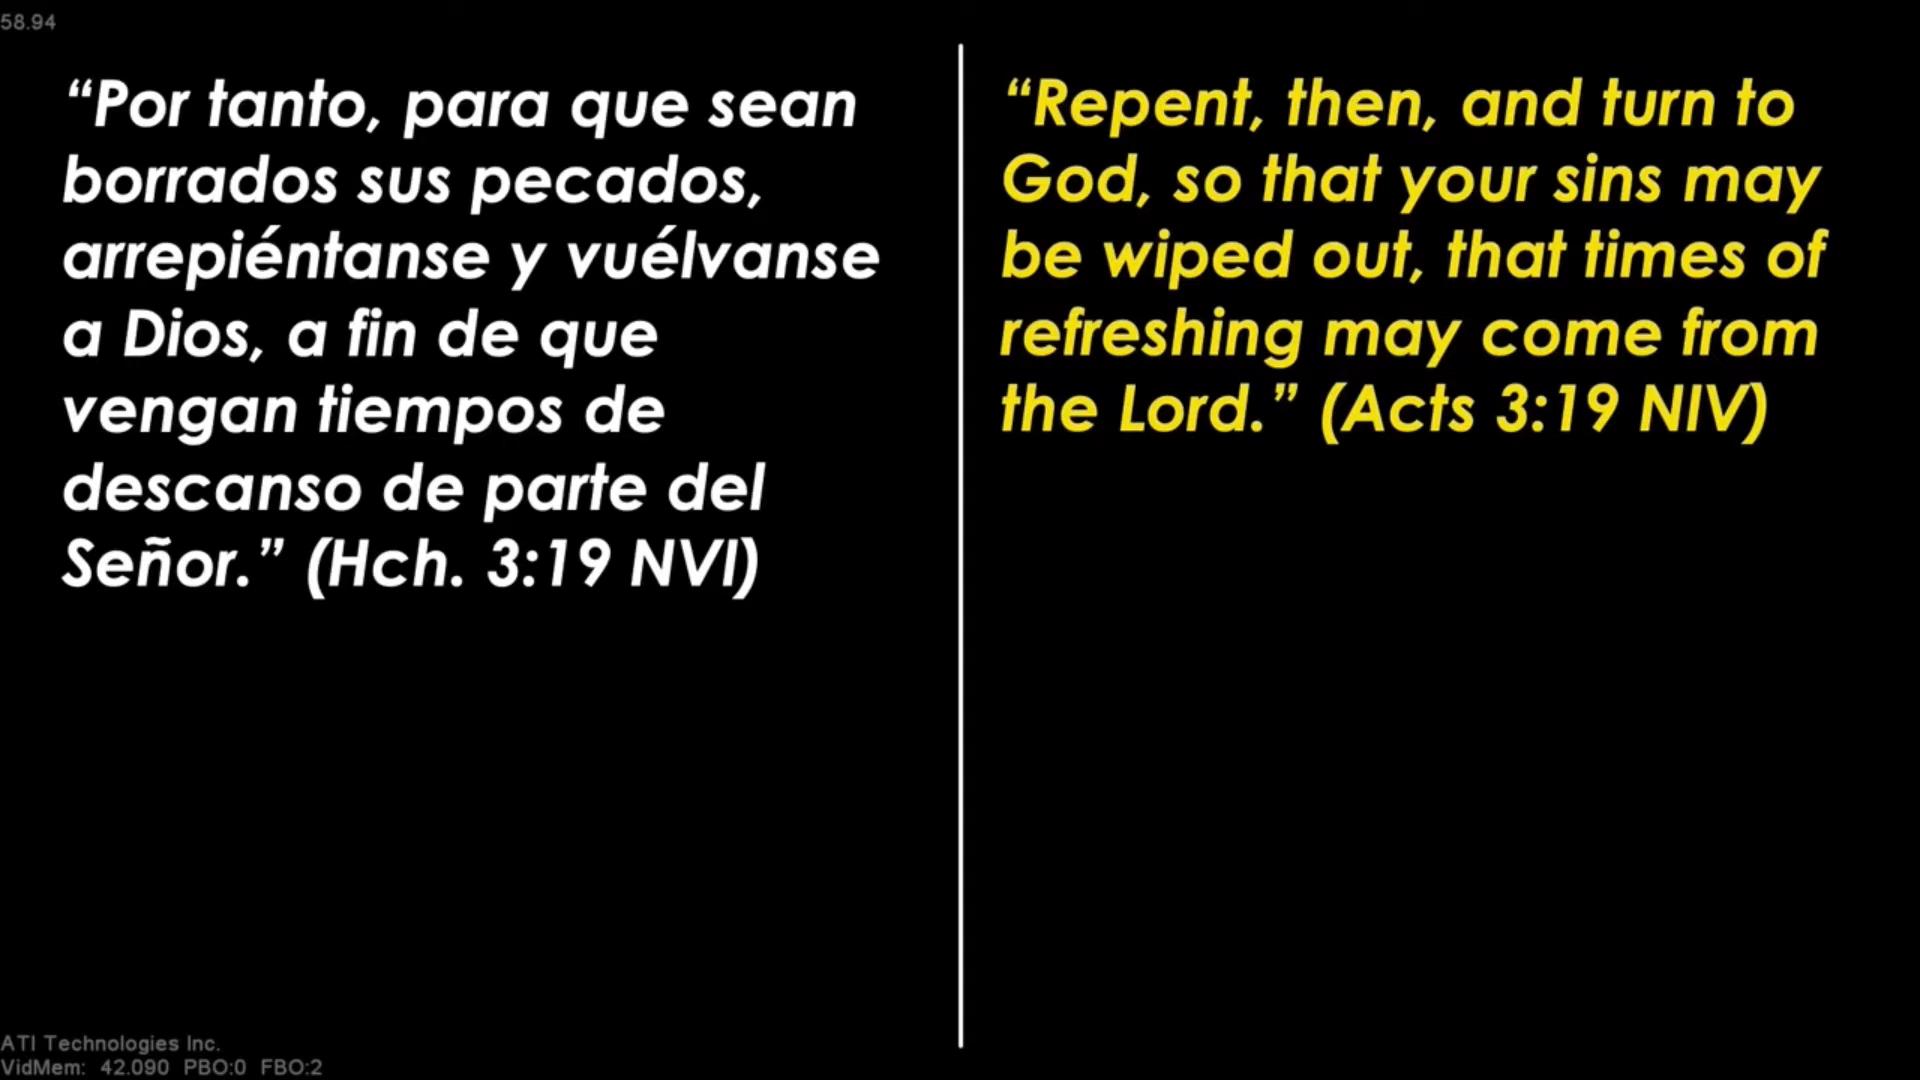 58.94
“Por tanto, para que sean
borrados sus pecados,
arrepiéntanse y vuélvanse
a Dios, a fin de que
vengan tiempos de
descanso de parte del
Señor.” (Hch. 3:19 NVI)
“Repent, then, and turn to
God, so that your sins may
be wiped out, that times of
refreshing may come from
the Lord.” (Acts 3:19 NIV)
ATI Technologies Inc.
VidMem: 42.090 PBO:0 FBO:2